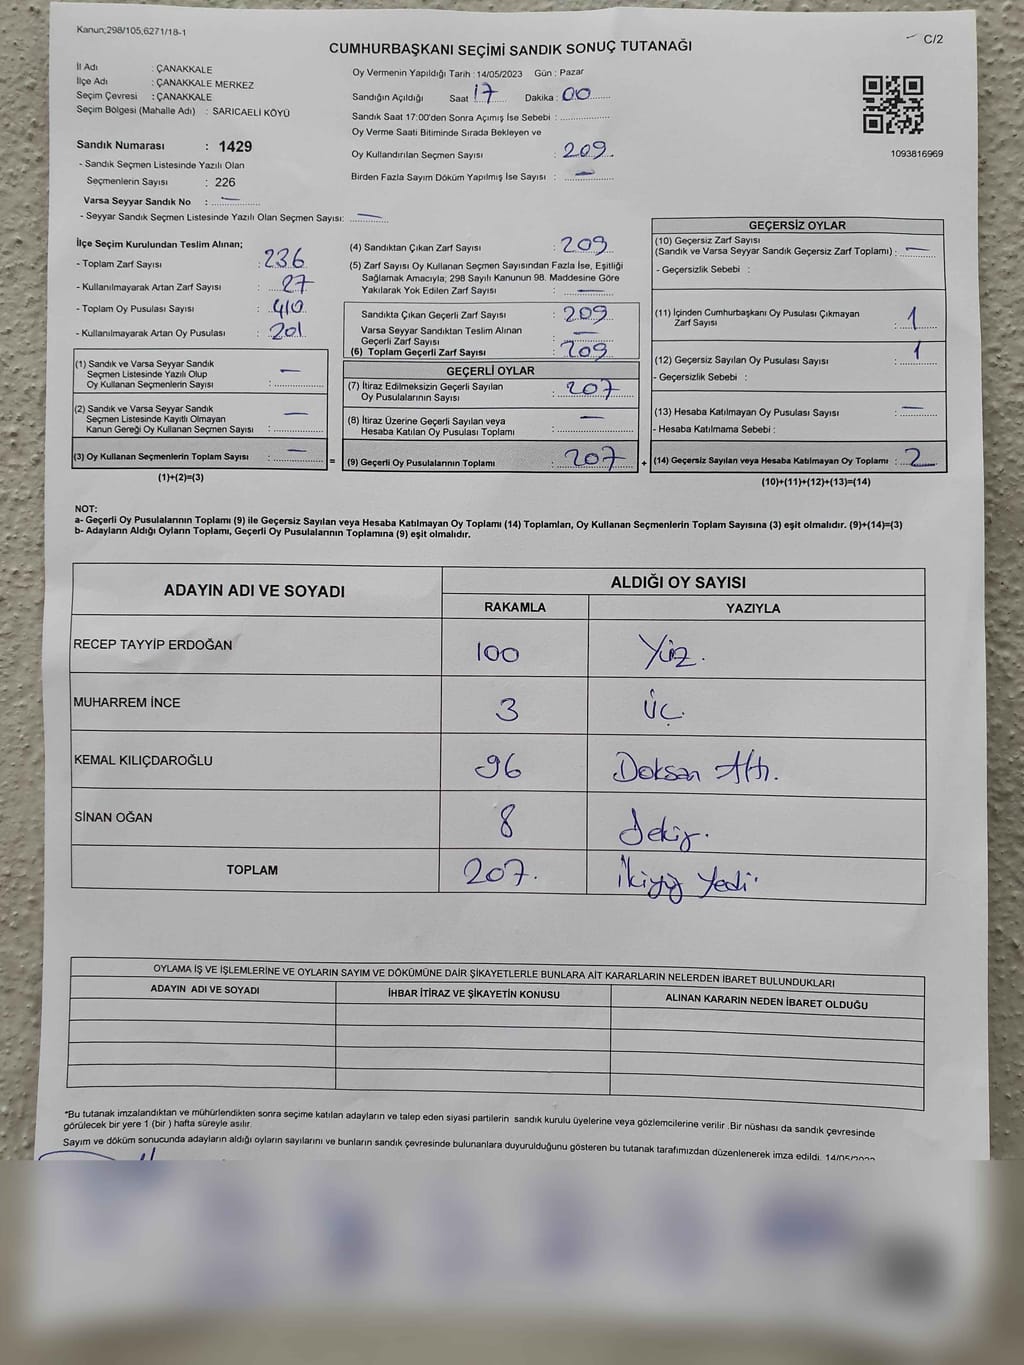 Kanun;298/105,6271/18-1
C/2
CUMHURBAŞKANI SEÇİMİ SANDIK SONUÇ TUTANAĞI
İl Adı : ÇANAKKALE
İlçe Adı : ÇANAKKALE MERKEZ
Seçim Çevresi : ÇANAKKALE
Seçim Bölgesi (Mahalle Adı) : SARICAELİ KÖYÜ
Sandık Numarası : 1429
- Sandık Seçmen Listesinde Yazılı Olan
Seçmenlerin Sayısı : 226
Varsa Seyyar Sandık No : —
- Seyyar Sandık Seçmen Listesinde Yazılı Olan Seçmen Sayısı: —
Oy Vermenin Yapıldığı Tarih : 14/05/2023 Gün : Pazar
Sandığın Açıldığı Saat 17 Dakika : 00
Sandık Saat 17:00'den Sonra Açımış İse Sebebi :
Oy Verme Saati Bitiminde Sırada Bekleyen ve
Oy Kullandırılan Seçmen Sayısı : 209.
Birden Fazla Sayım Döküm Yapılmış İse Sayısı : —
1093816969
İlçe Seçim Kurulundan Teslim Alınan;
- Toplam Zarf Sayısı : 236
- Kullanılmayarak Artan Zarf Sayısı : 27
- Toplam Oy Pusulası Sayısı : 410
- Kullanılmayarak Artan Oy Pusulası : 201
(1) Sandık ve Varsa Seyyar Sandık
Seçmen Listesinde Yazılı Olup
Oy Kullanan Seçmenlerin Sayısı : —
(2) Sandık ve Varsa Seyyar Sandık
Seçmen Listesinde Kayıtlı Olmayan
Kanun Gereği Oy Kullanan Seçmen Sayısı : —
(3) Oy Kullanan Seçmenlerin Toplam Sayısı : —
(1)+(2)=(3)
=
(4) Sandıktan Çıkan Zarf Sayısı : 209
(5) Zarf Sayısı Oy Kullanan Seçmen Sayısından Fazla İse, Eşitliği
Sağlamak Amacıyla; 298 Sayılı Kanunun 98. Maddesine Göre
Yakılarak Yok Edilen Zarf Sayısı : —
Sandıkta Çıkan Geçerli Zarf Sayısı : 209
Varsa Seyyar Sandıktan Teslim Alınan
Geçerli Zarf Sayısı : —
(6) Toplam Geçerli Zarf Sayısı : 209
GEÇERLİ OYLAR
(7) İtiraz Edilmeksizin Geçerli Sayılan
Oy Pusulalarının Sayısı : 207
(8) İtiraz Üzerine Geçerli Sayılan veya
Hesaba Katılan Oy Pusulası Toplamı : —
(9) Geçerli Oy Pusulalarının Toplamı : 207
+
GEÇERSİZ OYLAR
(10) Geçersiz Zarf Sayısı
(Sandık ve Varsa Seyyar Sandık Geçersiz Zarf Toplamı) : —
- Geçersizlik Sebebi :
(11) İçinden Cumhurbaşkanı Oy Pusulası Çıkmayan
Zarf Sayısı : 1
(12) Geçersiz Sayılan Oy Pusulası Sayısı : 1
- Geçersizlik Sebebi :
(13) Hesaba Katılmayan Oy Pusulası Sayısı : —
- Hesaba Katılmama Sebebi :
(14) Geçersiz Sayılan veya Hesaba Katılmayan Oy Toplamı : 2
(10)+(11)+(12)+(13)=(14)
NOT:
a- Geçerli Oy Pusulalarının Toplamı (9) ile Geçersiz Sayılan veya Hesaba Katılmayan Oy Toplamı (14) Toplamları, Oy Kullanan Seçmenlerin Toplam Sayısına (3) eşit olmalıdır. (9)+(14)=(3)
b- Adayların Aldığı Oyların Toplamı, Geçerli Oy Pusulalarının Toplamına (9) eşit olmalıdır.
ADAYIN ADI VE SOYADI ALDIĞI OY SAYISI
RAKAMLA YAZIYLA
RECEP TAYYİP ERDOĞAN 100 Yüz.
MUHARREM İNCE 3 Üç
KEMAL KILIÇDAROĞLU 96 Doksan Altı.
SİNAN OĞAN 8 Sekiz.
TOPLAM 207. İkiyüz Yedi
OYLAMA İŞ VE İŞLEMLERİNE VE OYLARIN SAYIM VE DÖKÜMÜNE DAİR ŞİKAYETLERLE BUNLARA AİT KARARLARIN NELERDEN İBARET BULUNDUKLARI
ADAYIN ADI VE SOYADI İHBAR İTİRAZ VE ŞİKAYETİN KONUSU ALINAN KARARIN NEDEN İBARET OLDUĞU
*Bu tutanak imzalandıktan ve mühürlendikten sonra seçime katılan adayların ve talep eden siyasi partilerin sandık kurulu üyelerine veya gözlemcilerine verilir .Bir nüshası da sandık çevresinde
görülecek bir yere 1 (bir ) hafta süreyle asılır.
Sayım ve döküm sonucunda adayların aldığı oyların sayılarını ve bunların sandık çevresinde bulunanlara duyurulduğunu gösteren bu tutanak tarafımızdan düzenlenerek imza edildi. 14/05/2023